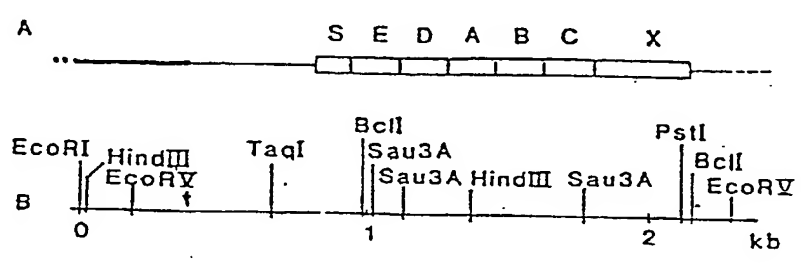 A
S E D A B C X
BclI PstI
EcoRI HindIII TaqI Sau3A BclI
EcoRV Sau3A HindIII Sau3A EcoRV
B
0 1 2 kb